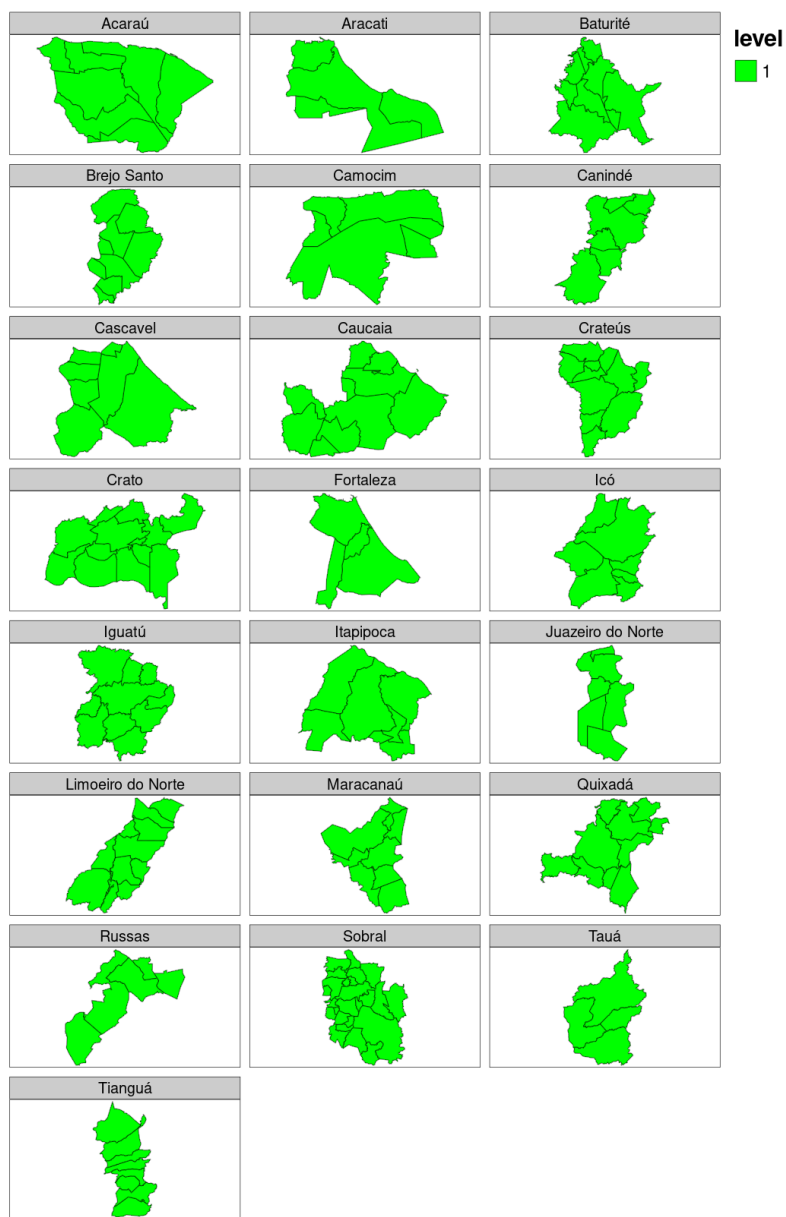 Acaraú
Aracati
Baturité
level
1
Brejo Santo
Camocim
Canindé
Cascavel
Caucaia
Crateús
Crato
Fortaleza
Icó
Iguatú
Itapipoca
Juazeiro do Norte
Limoeiro do Norte
Maracanaú
Quixadá
Russas
Sobral
Tauá
Tianguá